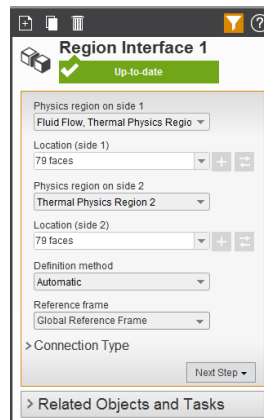 Region Interface 1
Up-to-date
Physics region on side 1
Fluid Flow, Thermal Physics Regio
Location (side 1)
79 faces
Physics region on side 2
Thermal Physics Region 2
Location (side 2)
79 faces
Definition method
Automatic
Reference frame
Global Reference Frame
> Connection Type
Next Step
> Related Objects and Tasks